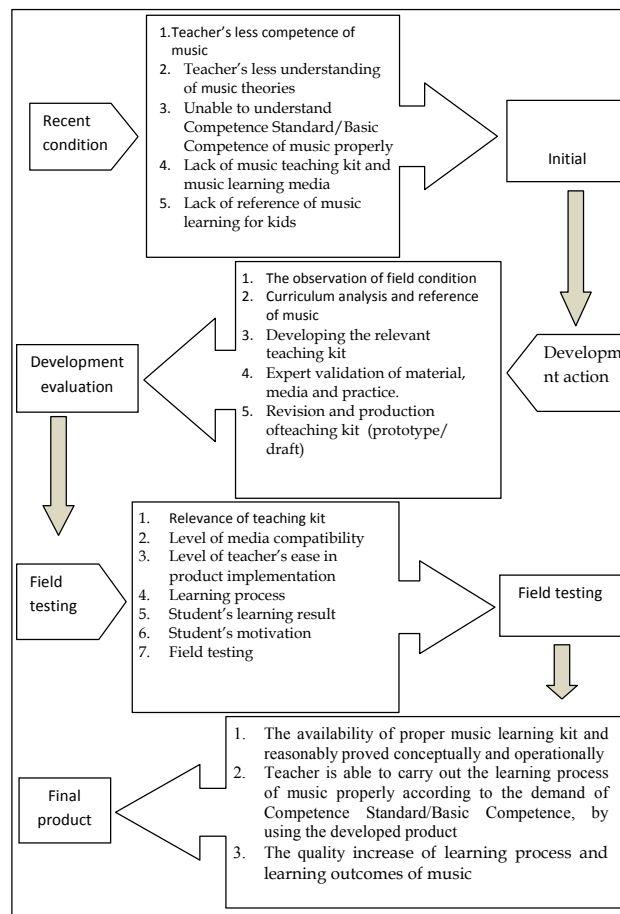 Recent
condition
1.Teacher's less competence of
music
2. Teacher's less understanding
of music theories
3. Unable to understand
Competence Standard/Basic
Competence of music properly
4. Lack of music teaching kit and
music learning media
5. Lack of reference of music
learning for kids
Initial
Developm
nt action
1. The observation of field condition
2. Curriculum analysis and reference
of music
3. Developing the relevant
teaching kit
4. Expert validation of material,
media and practice.
5. Revision and production
ofteaching kit (prototype/
draft)
Development
evaluation
Field
testing
1. Relevance of teaching kit
2. Level of media compatibility
3. Level of teacher's ease in
product implementation
4. Learning process
5. Student's learning result
6. Student's motivation
7. Field testing
Field testing
1. The availability of proper music learning kit and
reasonably proved conceptually and operationally
2. Teacher is able to carry out the learning process
of music properly according to the demand of
Competence Standard/Basic Competence, by
using the developed product
3. The quality increase of learning process and
learning outcomes of music
Final
product